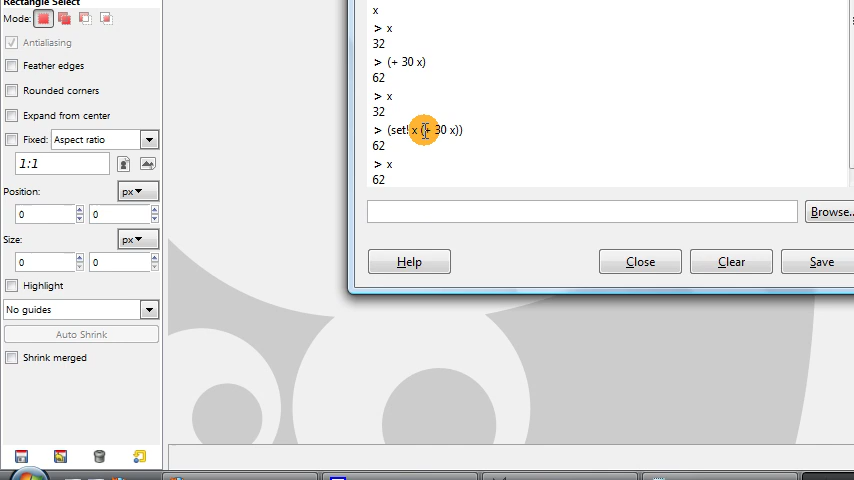 Rectangle Select
Mode:
Antialiasing
Feather edges
Rounded corners
Expand from center
Fixed: Aspect ratio
1:1
Position: px
0 0
Size: px
0 0
Highlight
No guides
Auto Shrink
Shrink merged
x
> x
32
> (+ 30 x)
62
> x
32
> (set! x (+ 30 x))
62
> x
62
Browse...
Help Close Clear Save